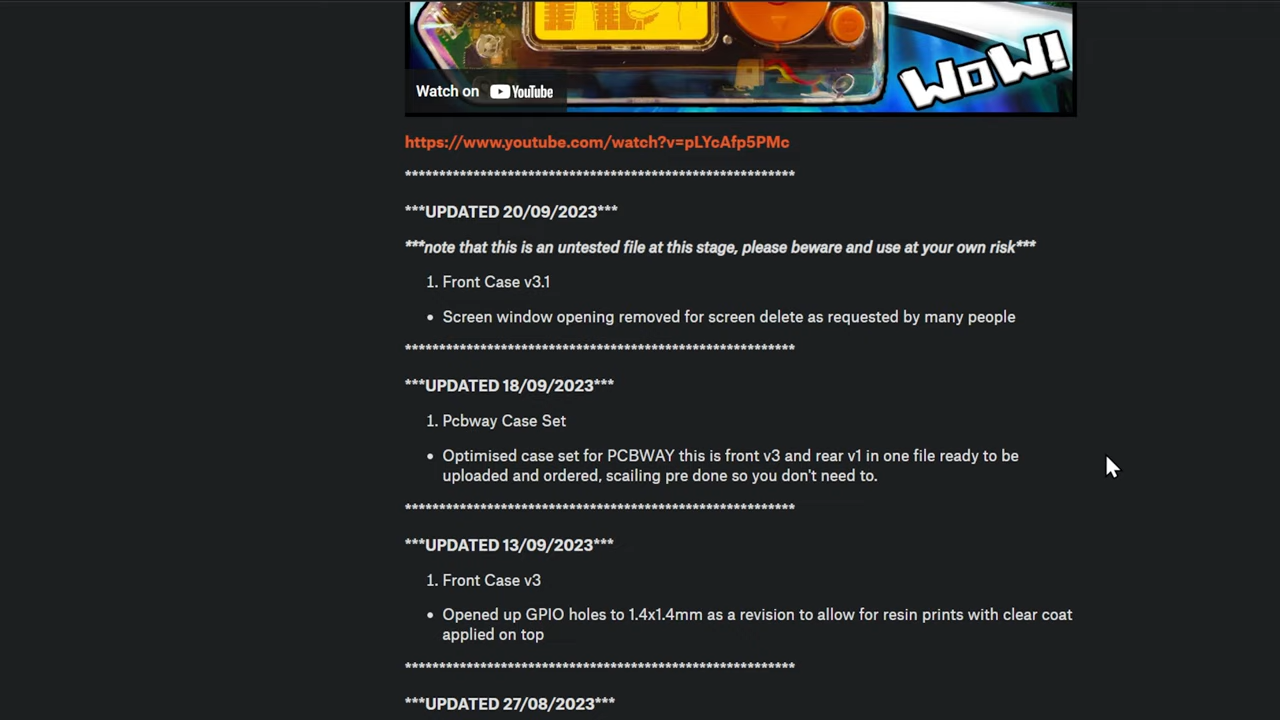 WoW!
Watch on YouTube
https://www.youtube.com/watch?v=pLYcAfp5PMc
*********************************************************
***UPDATED 20/09/2023***
***note that this is an untested file at this stage, please beware and use at your own risk***
1. Front Case v3.1
• Screen window opening removed for screen delete as requested by many people
*********************************************************
***UPDATED 18/09/2023***
1. Pcbway Case Set
• Optimised case set for PCBWAY this is front v3 and rear v1 in one file ready to be
uploaded and ordered, scailing pre done so you don't need to.
*********************************************************
***UPDATED 13/09/2023***
1. Front Case v3
• Opened up GPIO holes to 1.4x1.4mm as a revision to allow for resin prints with clear coat
applied on top
*********************************************************
***UPDATED 27/08/2023***